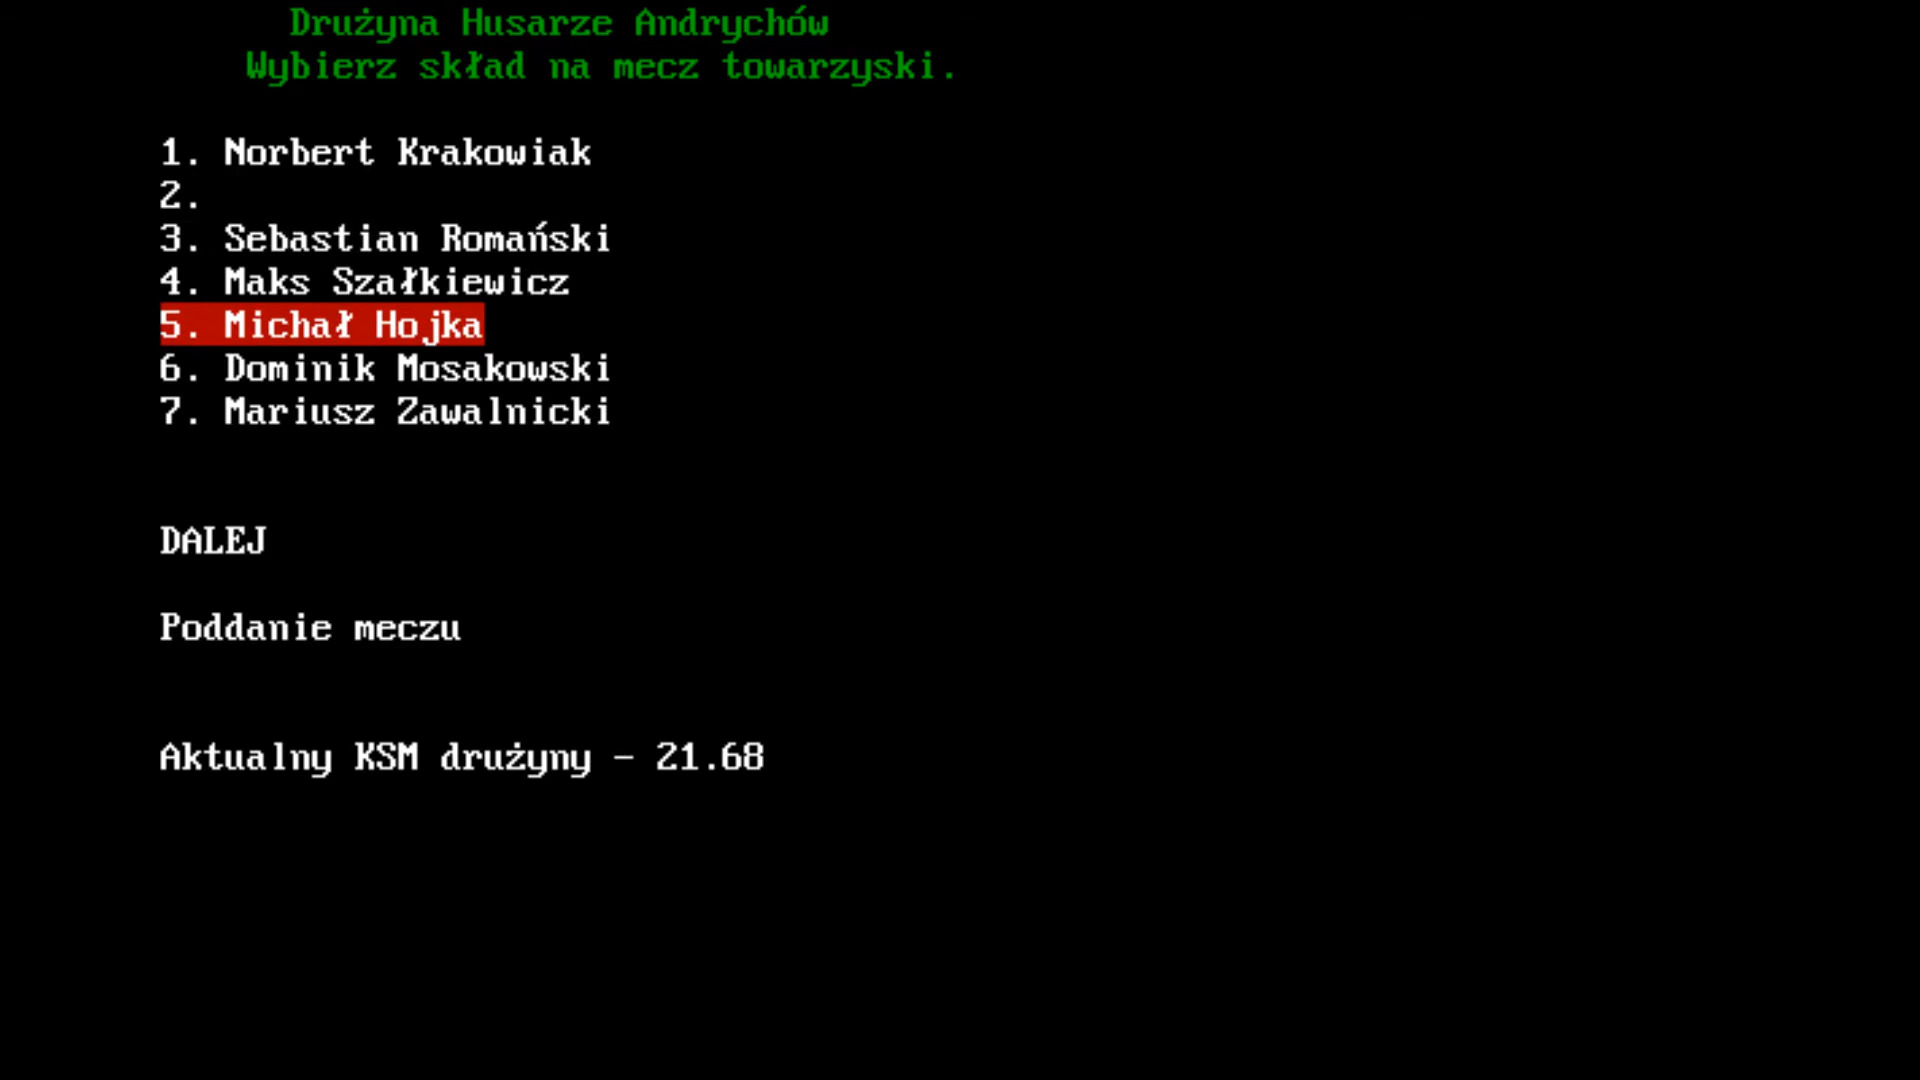 Drużyna Husarze Andrychów
Wybierz skład na mecz towarzyski.
1. Norbert Krakowiak
2.
3. Sebastian Romański
4. Maks Szałkiewicz
5. Michał Hojka
6. Dominik Mosakowski
7. Mariusz Zawalnicki
DALEJ
Poddanie meczu
Aktualny KSM drużyny - 21.68